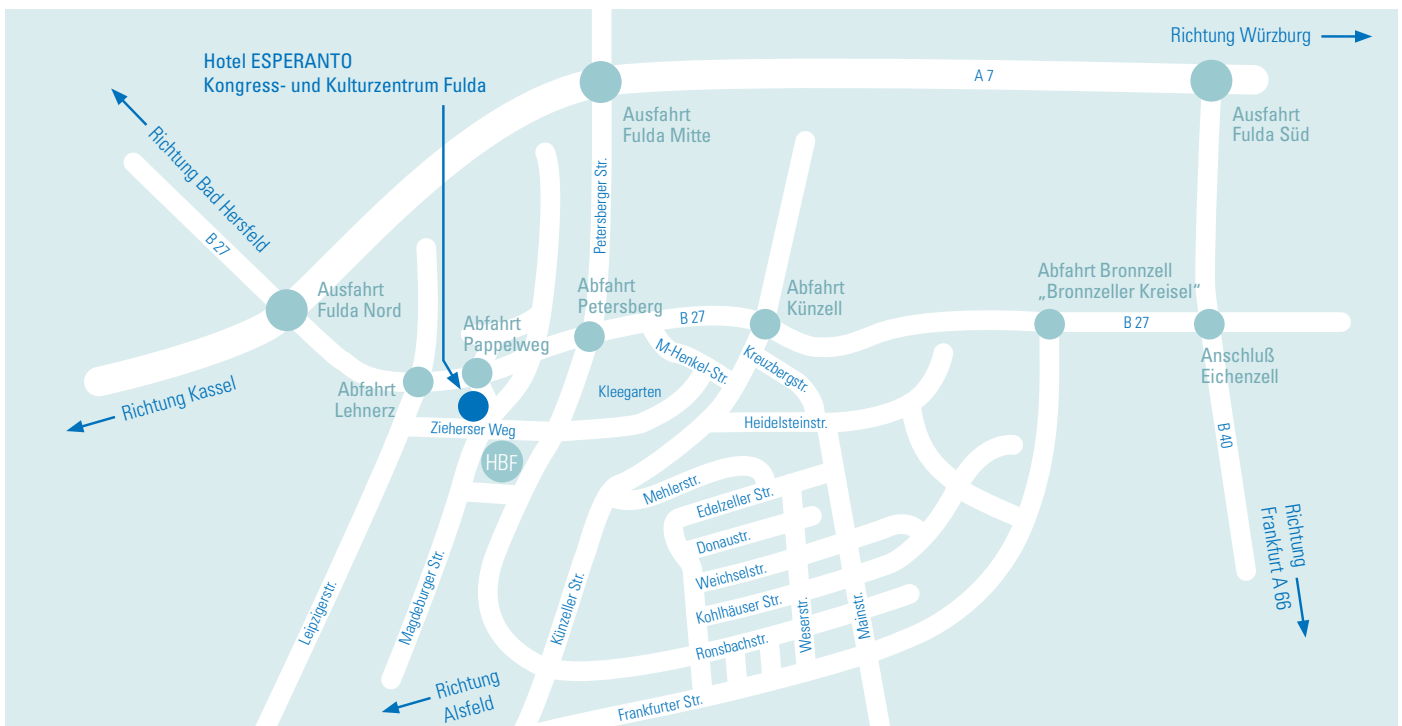 Richtung Würzburg
Hotel ESPERANTO
Kongress- und Kulturzentrum Fulda
A 7
Ausfahrt
Fulda Mitte
Ausfahrt
Fulda Süd
Richtung Bad Hersfeld
B 27
Petersberger Str.
Ausfahrt
Fulda Nord
Abfahrt
Petersberg
Abfahrt
Künzell
Abfahrt Bronnzell
„Bronnzeller Kreisel“
B 27
B 27
Abfahrt
Pappelweg
M-Henkel-Str.
Kreuzbergstr.
Anschluß
Eichenzell
Richtung Kassel
Abfahrt
Lehnerz
Kleegarten
Zieherser Weg
Heidelsteinstr.
B 40
HBF
Mehlerstr.
Edelzeller Str.
Donaustr.
Weichselstr.
Kohlhäuser Str.
Ronsbachstr.
Richtung
Frankfurt A 66
Leipzigerstr.
Magdeburger Str.
Künzeller Str.
Weserstr.
Mainstr.
Richtung
Alsfeld
Frankfurter Str.